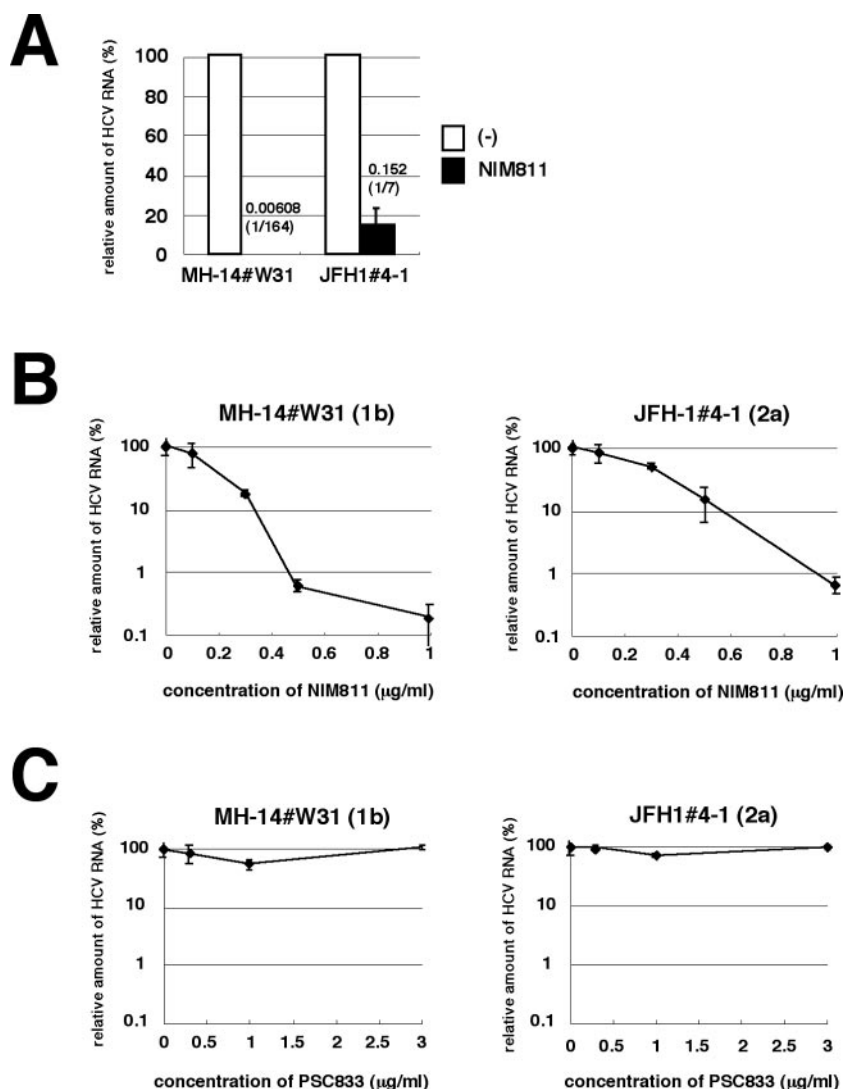 A
relative amount of HCV RNA (%)
100
80
60
40
20
0
0.00608
(1/164)
0.152
(1/7)
MH-14#W31
JFH1#4-1
(-)
NIM811
B
MH-14#W31 (1b)
relative amount of HCV RNA (%)
100
10
1
0.1
0 0.2 0.4 0.6 0.8 1
concentration of NIM811 (μg/ml)
JFH-1#4-1 (2a)
relative amount of HCV RNA (%)
100
10
1
0.1
0 0.2 0.4 0.6 0.8 1
concentration of NIM811 (μg/ml)
C
MH-14#W31 (1b)
relative amount of HCV RNA (%)
100
10
1
0.1
0 0.5 1 1.5 2 2.5 3
concentration of PSC833 (μg/ml)
JFH1#4-1 (2a)
relative amount of HCV RNA (%)
100
10
1
0.1
0 0.5 1 1.5 2 2.5 3
concentration of PSC833 (μg/ml)